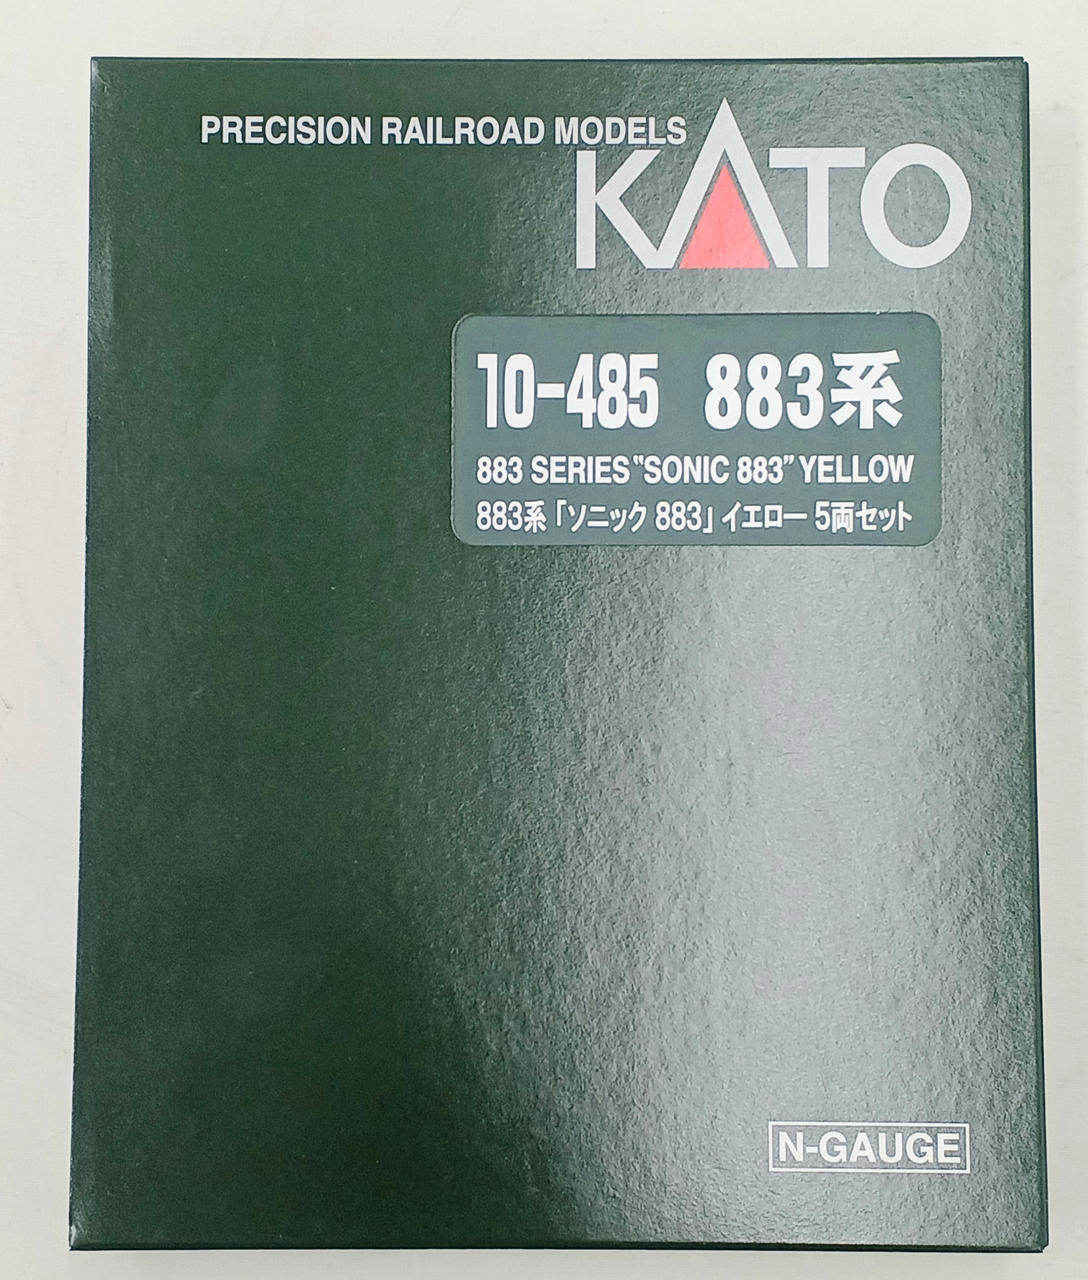 PRECISION RAILROAD MODELS
KATO
10-485 883系
883 SERIES "SONIC 883" YELLOW
883系「ソニック 883」イエロー 5両セット
N-GAUGE